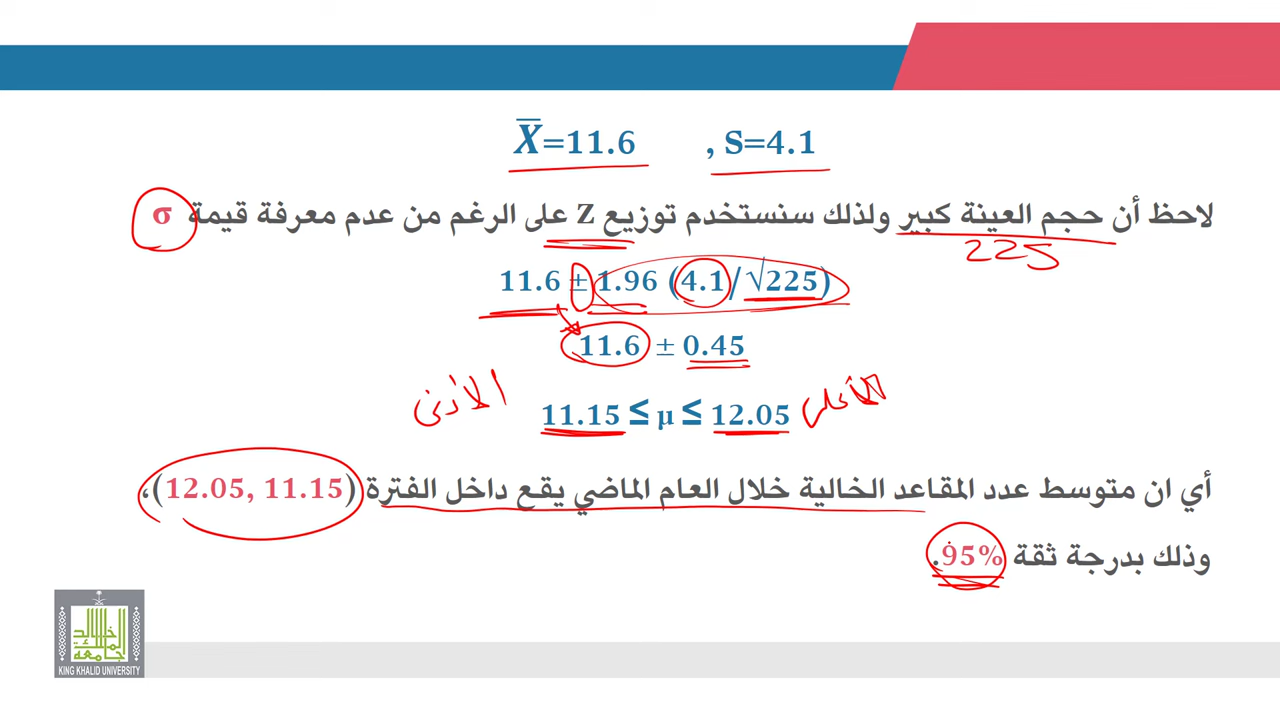 X̄=11.6 , S=4.1
لاحظ أن حجم العينة كبير ولذلك سنستخدم توزيع Z على الرغم من عدم معرفة قيمة σ
225
11.6 ± 1.96 (4.1/√225)
11.6 ± 0.45
الأدنى 11.15 ≤ µ ≤ 12.05 الأعلى
أي ان متوسط عدد المقاعد الخالية خلال العام الماضي يقع داخل الفترة (12.05, 11.15)،
وذلك بدرجة ثقة 95%.
جامعة الملك خالد
KING KHALID UNIVERSITY